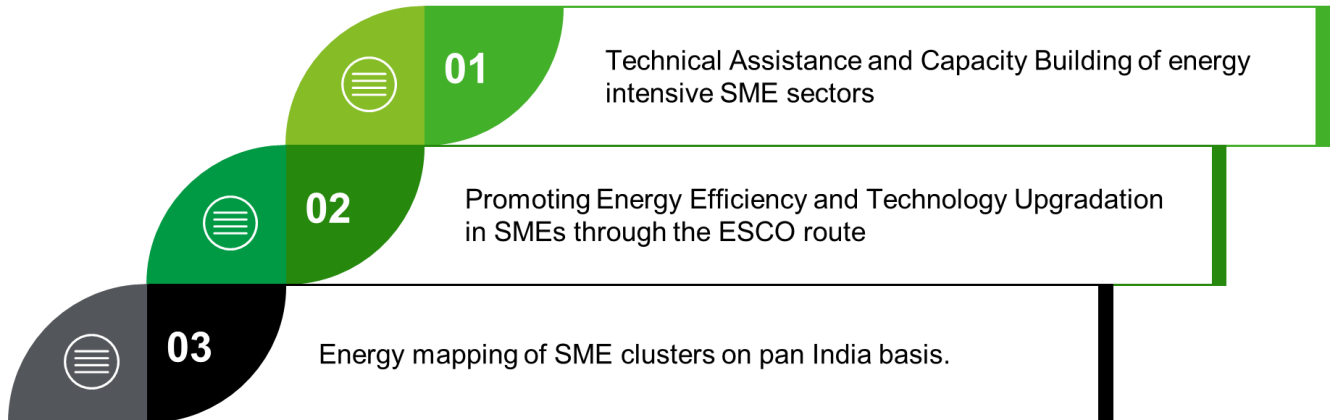 01
Technical Assistance and Capacity Building of energy
intensive SME sectors
02
Promoting Energy Efficiency and Technology Upgradation
in SMEs through the ESCO route
03
Energy mapping of SME clusters on pan India basis.